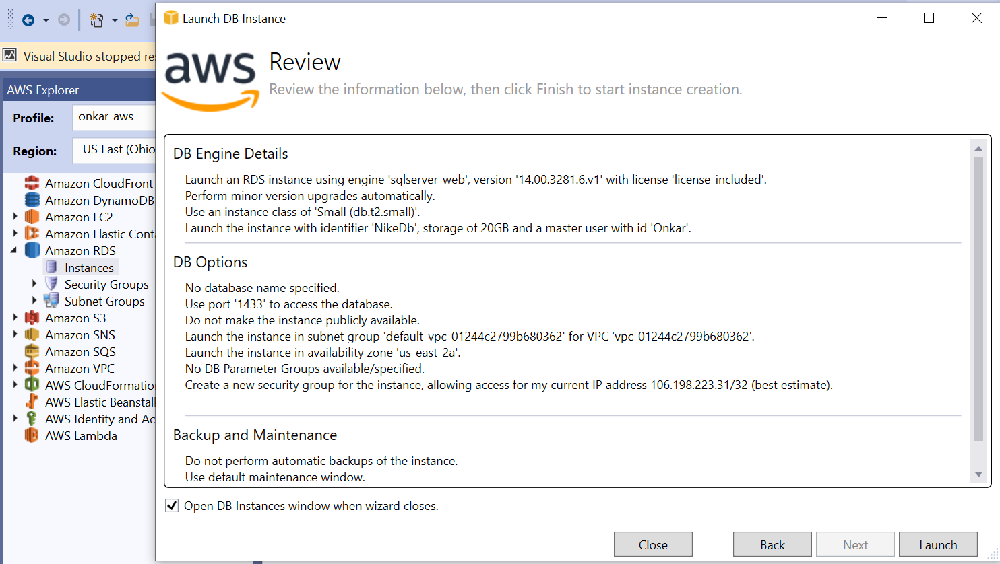 Launch DB Instance
Visual Studio stopped re
aws
Review
Review the information below, then click Finish to start instance creation.
AWS Explorer
Profile:
onkar_aws
Region:
US East (Ohio
Amazon CloudFront
Amazon DynamoDB
Amazon EC2
Amazon Elastic Conta
Amazon RDS
Instances
Security Groups
Subnet Groups
Amazon S3
Amazon SNS
Amazon SQS
Amazon VPC
AWS CloudFormatio
AWS Elastic Beanstall
AWS Identity and Ac
AWS Lambda
DB Engine Details
Launch an RDS instance using engine 'sqlserver-web', version '14.00.3281.6.v1' with license 'license-included'.
Perform minor version upgrades automatically.
Use an instance class of 'Small (db.t2.small)'.
Launch the instance with identifier 'NikeDb', storage of 20GB and a master user with id 'Onkar'.
DB Options
No database name specified.
Use port '1433' to access the database.
Do not make the instance publicly available.
Launch the instance in subnet group 'default-vpc-01244c2799b680362' for VPC 'vpc-01244c2799b680362'.
Launch the instance in availability zone 'us-east-2a'.
No DB Parameter Groups available/specified.
Create a new security group for the instance, allowing access for my current IP address 106.198.223.31/32 (best estimate).
Backup and Maintenance
Do not perform automatic backups of the instance.
Use default maintenance window.
Open DB Instances window when wizard closes.
Close
Back
Next
Launch